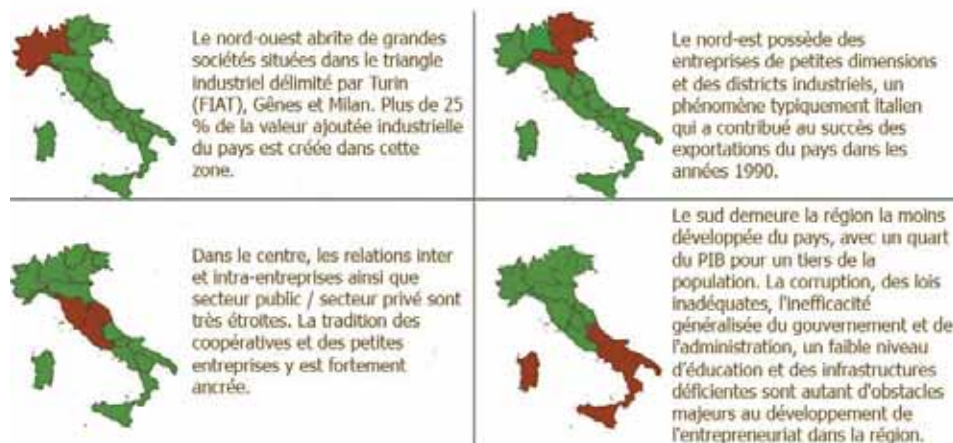 Le nord-ouest abrite de grandes
sociétés situées dans le triangle
industriel délimité par Turin
(FIAT), Gênes et Milan. Plus de 25
% de la valeur ajoutée industrielle
du pays est créée dans cette
zone.
Le nord-est possède des
entreprises de petites dimensions
et des districts industriels, un
phénomène typiquement italien
qui a contribué au succès des
exportations du pays dans les
années 1990.
Dans le centre, les relations inter
et intra-entreprises ainsi que
secteur public / secteur privé sont
très étroites. La tradition des
coopératives et des petites
entreprises y est fortement
ancrée.
Le sud demeure la région la moins
développée du pays, avec un quart
du PIB pour un tiers de la
population. La corruption, des lois
inadéquates, l'inefficacité
généralisée du gouvernement et de
l'administration, un faible niveau
d'éducation et des infrastructures
déficientes sont autant d'obstacles
majeurs au développement de
l'entrepreneuriat dans la région.